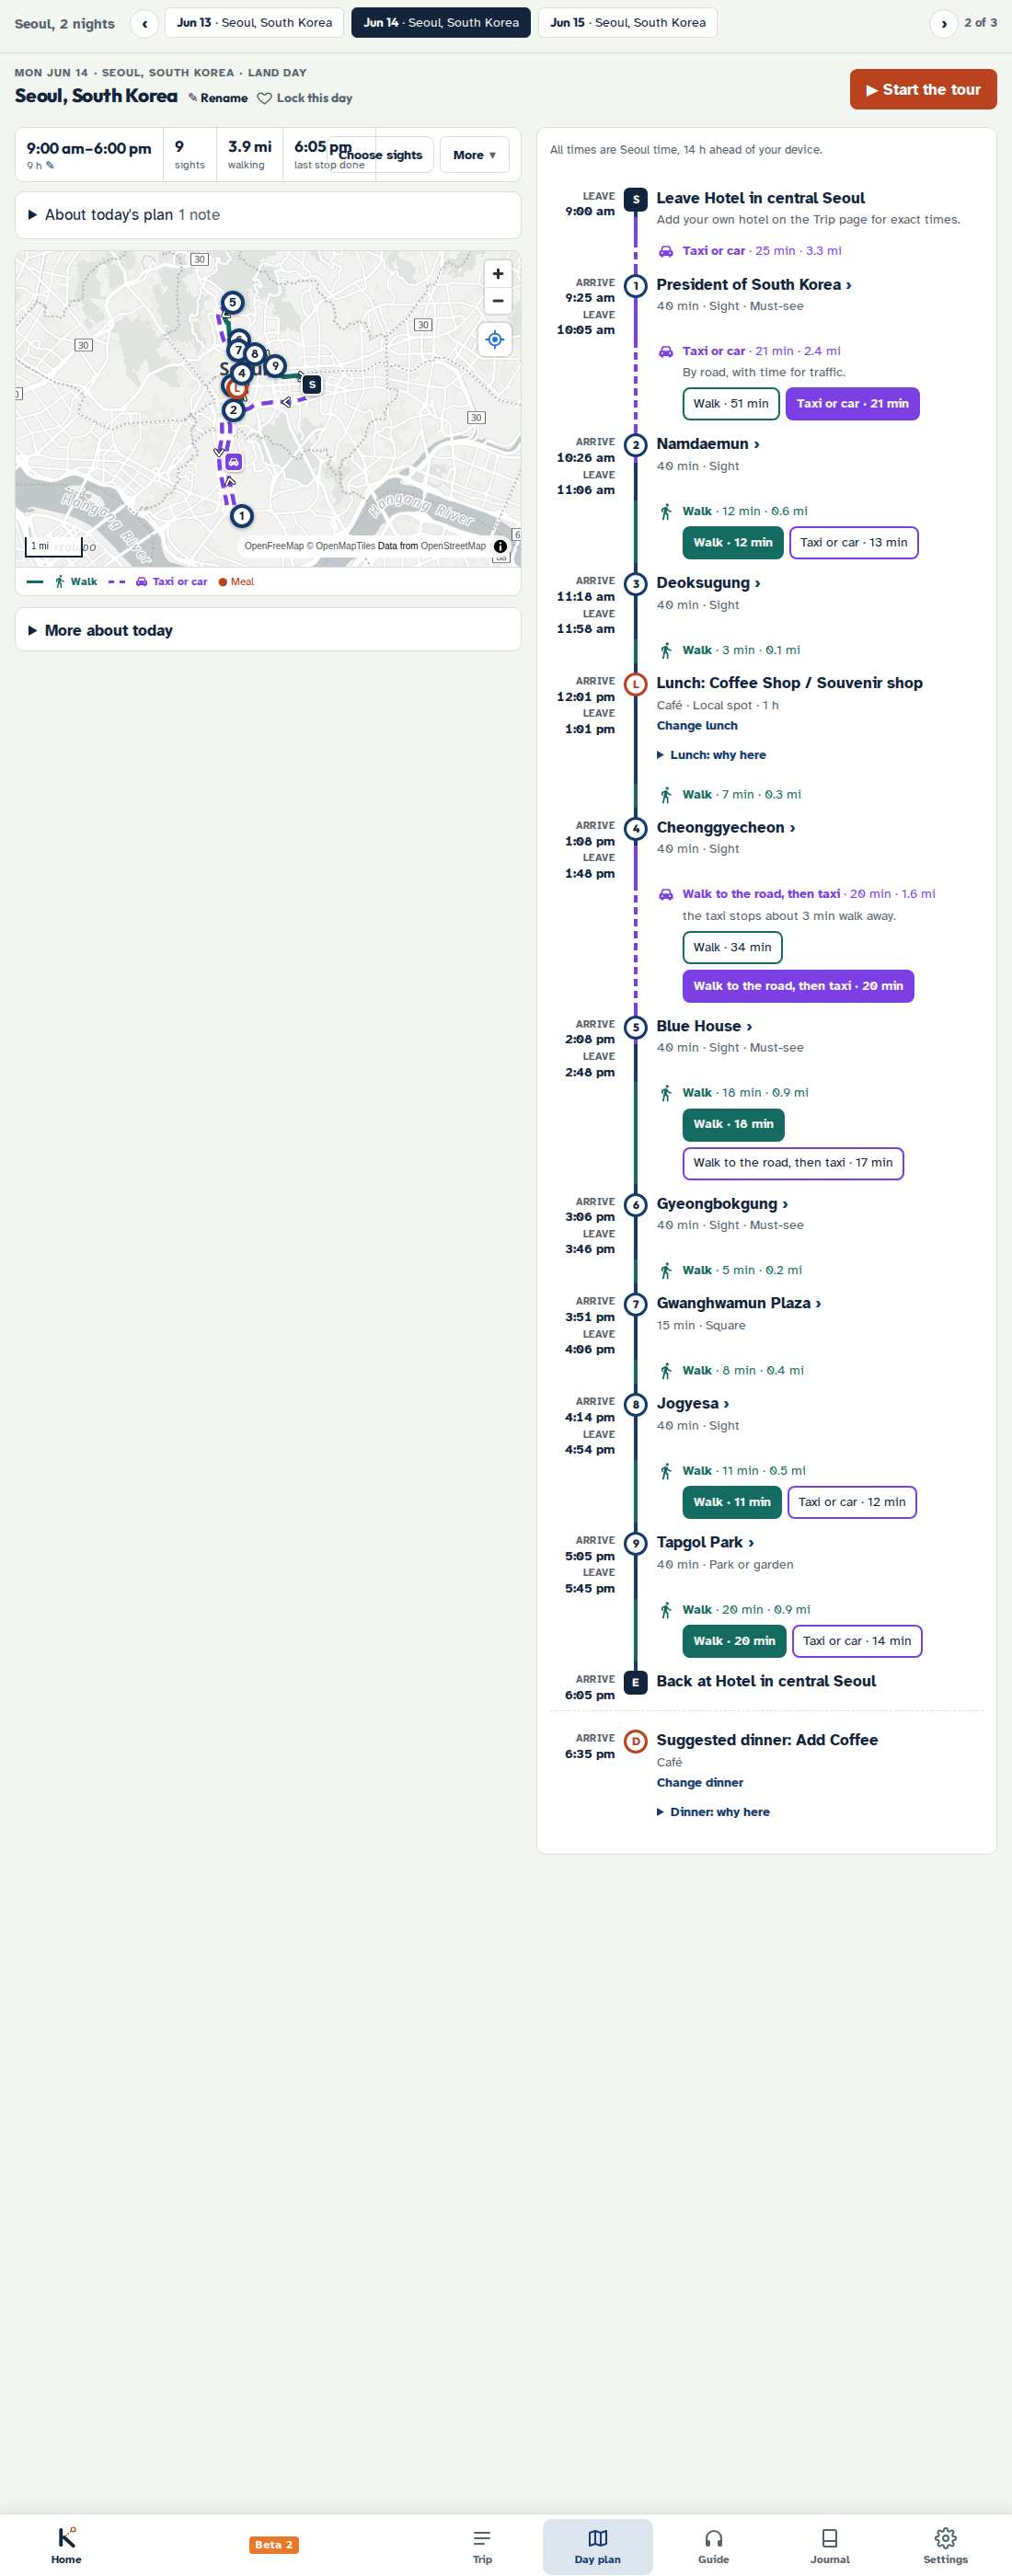 Seoul, 2 nights
‹
Jun 13 · Seoul, South Korea
Jun 14 · Seoul, South Korea
Jun 15 · Seoul, South Korea
›
2 of 3
MON JUN 14 · SEOUL, SOUTH KOREA · LAND DAY
Seoul, South Korea
✎ Rename
Lock this day
▶ Start the tour
9:00 am–6:00 pm
9 h ✎
9
sights
3.9 mi
walking
6:05 pm
last stop done
Choose sights
More ▾
▶ About today's plan 1 note
30
30
30
30
5
7
8
9
4
L
S
2
1
Hangang River
Hangang River
+
−
1 mi
OpenFreeMap © OpenMapTiles Data from OpenStreetMap
Walk
Taxi or car
Meal
▶ More about today
All times are Seoul time, 14 h ahead of your device.
LEAVE
9:00 am
S
Leave Hotel in central Seoul
Add your own hotel on the Trip page for exact times.
Taxi or car · 25 min · 3.3 mi
ARRIVE
9:25 am
LEAVE
10:05 am
1
President of South Korea ›
40 min · Sight · Must-see
Taxi or car · 21 min · 2.4 mi
By road, with time for traffic.
Walk · 51 min
Taxi or car · 21 min
ARRIVE
10:26 am
LEAVE
11:06 am
2
Namdaemun ›
40 min · Sight
Walk · 12 min · 0.6 mi
Walk · 12 min
Taxi or car · 13 min
ARRIVE
11:18 am
LEAVE
11:58 am
3
Deoksugung ›
40 min · Sight
Walk · 3 min · 0.1 mi
ARRIVE
12:01 pm
LEAVE
1:01 pm
L
Lunch: Coffee Shop / Souvenir shop
Café · Local spot · 1 h
Change lunch
▶ Lunch: why here
Walk · 7 min · 0.3 mi
ARRIVE
1:08 pm
LEAVE
1:48 pm
4
Cheonggyecheon ›
40 min · Sight
Walk to the road, then taxi · 20 min · 1.6 mi
the taxi stops about 3 min walk away.
Walk · 34 min
Walk to the road, then taxi · 20 min
ARRIVE
2:08 pm
LEAVE
2:48 pm
5
Blue House ›
40 min · Sight · Must-see
Walk · 18 min · 0.9 mi
Walk · 18 min
Walk to the road, then taxi · 17 min
ARRIVE
3:06 pm
LEAVE
3:46 pm
6
Gyeongbokgung ›
40 min · Sight · Must-see
Walk · 5 min · 0.2 mi
ARRIVE
3:51 pm
LEAVE
4:06 pm
7
Gwanghwamun Plaza ›
15 min · Square
Walk · 8 min · 0.4 mi
ARRIVE
4:14 pm
LEAVE
4:54 pm
8
Jogyesa ›
40 min · Sight
Walk · 11 min · 0.5 mi
Walk · 11 min
Taxi or car · 12 min
ARRIVE
5:05 pm
LEAVE
5:45 pm
9
Tapgol Park ›
40 min · Park or garden
Walk · 20 min · 0.9 mi
Walk · 20 min
Taxi or car · 14 min
ARRIVE
6:05 pm
E
Back at Hotel in central Seoul
ARRIVE
6:35 pm
D
Suggested dinner: Add Coffee
Café
Change dinner
▶ Dinner: why here
Home
Beta 2
Trip
Day plan
Guide
Journal
Settings